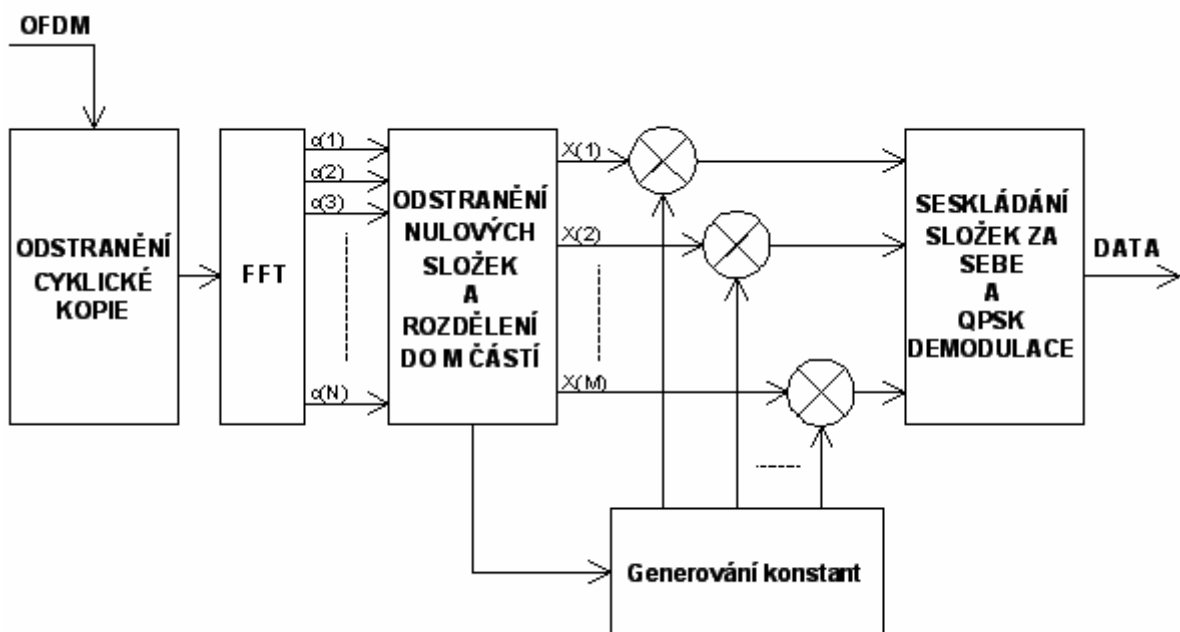 OFDM
ODSTRANĚNÍ
CYKLICKÉ
KOPIE
FFT
α(1)
α(2)
α(3)
α(N)
ODSTRANĚNÍ
NULOVÝCH
SLOŽEK
A
ROZDĚLENÍ
DO M ČÁSTÍ
X(1)
X(2)
X(M)
SESKLÁDÁNÍ
SLOŽEK ZA
SEBE
A
QPSK
DEMODULACE
DATA
Generování konstant